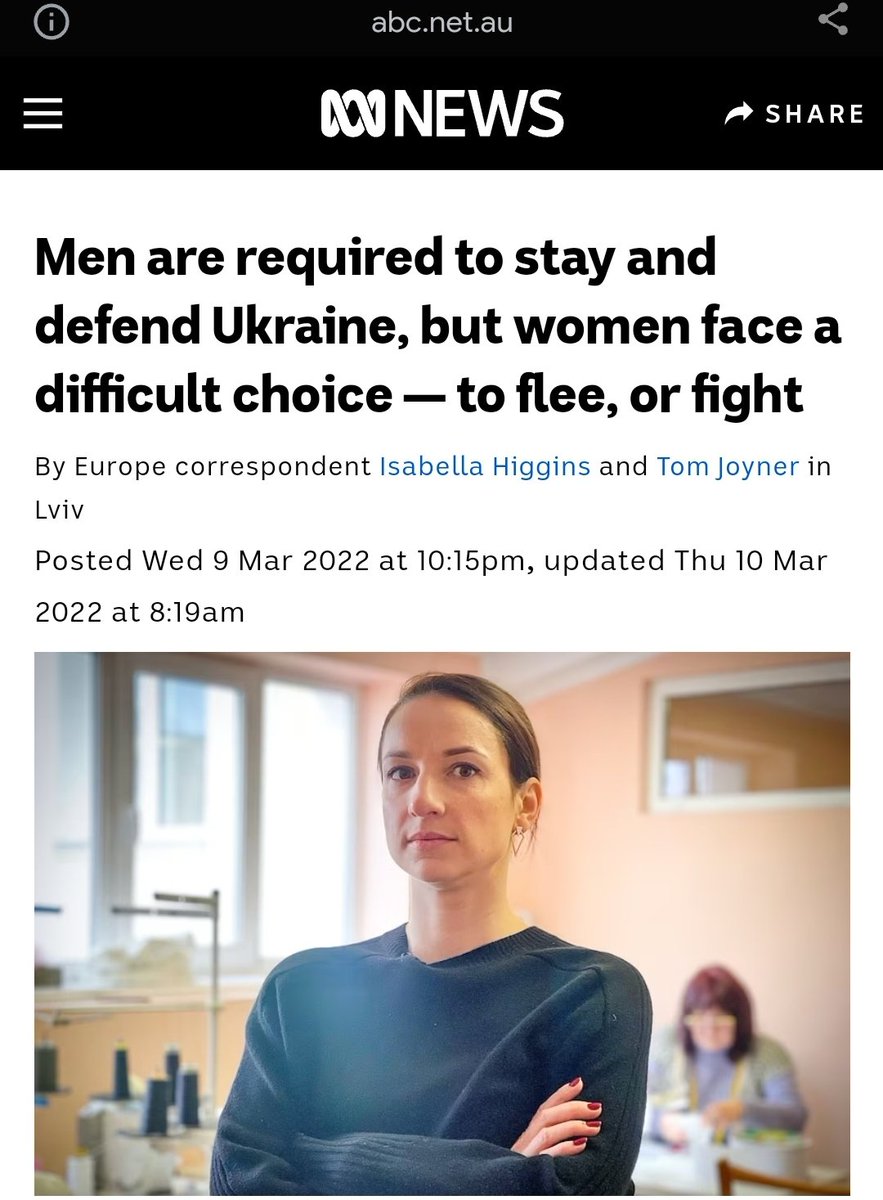 abc.net.au
NEWS
SHARE
Men are required to stay and
defend Ukraine, but women face a
difficult choice — to flee, or fight
By Europe correspondent Isabella Higgins and Tom Joyner in
Lviv
Posted Wed 9 Mar 2022 at 10:15pm, updated Thu 10 Mar
2022 at 8:19am